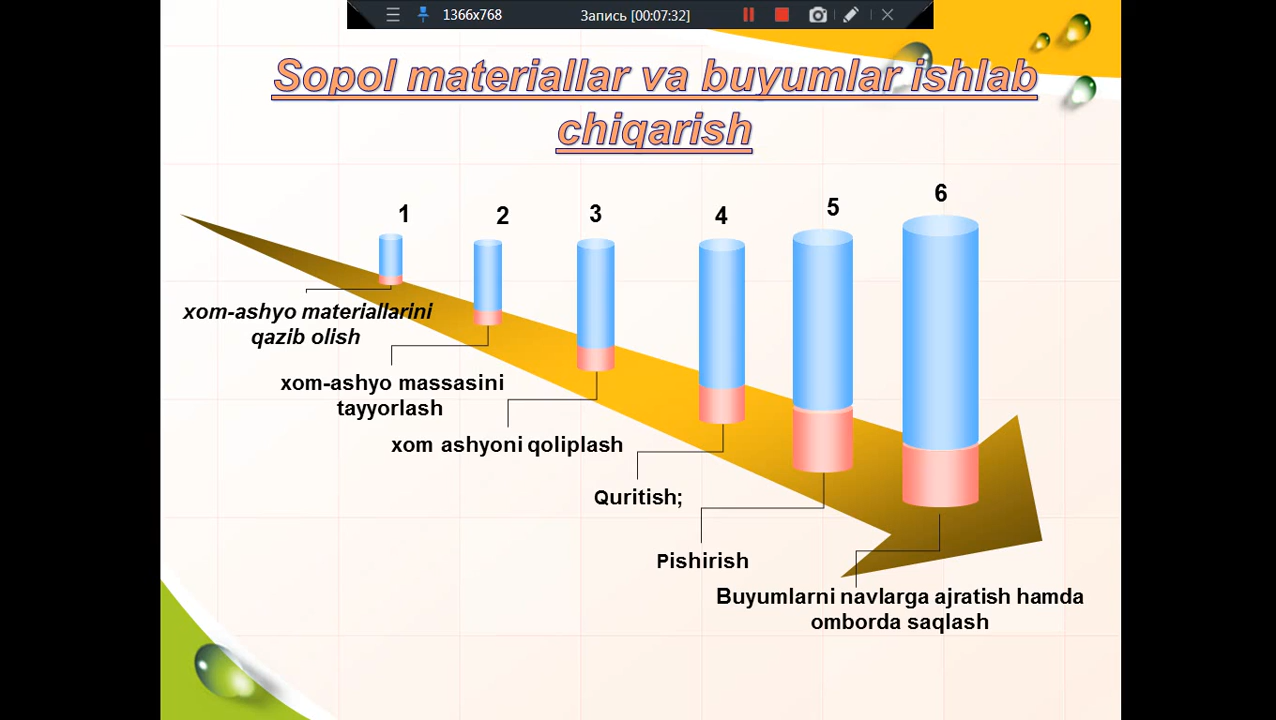 1366x768
Запись [00:07:32]
Sopol materiallar va buyumlar ishlab
chiqarish
1
2
3
4
5
6
xom-ashyo materiallarini
qazib olish
xom-ashyo massasini
tayyorlash
xom ashyoni qoliplash
Quritish;
Pishirish
Buyumlarni navlarga ajratish hamda
omborda saqlash